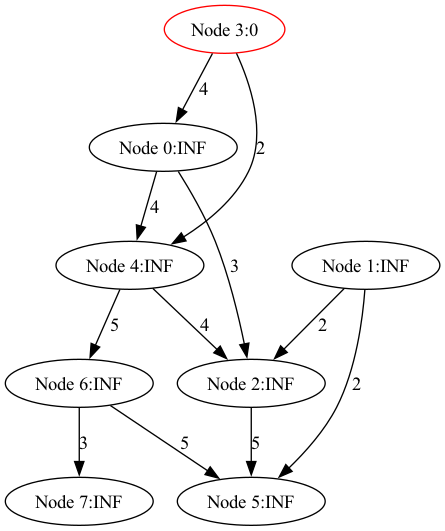 Node 3:0
4
2
Node 0:INF
4
3
Node 4:INF
Node 1:INF
5
4
2
2
Node 6:INF
Node 2:INF
3
5
5
Node 7:INF
Node 5:INF